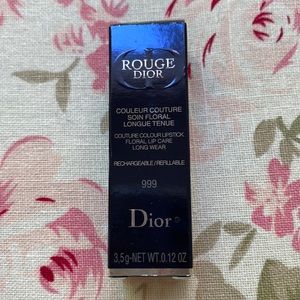 ROUGE
DIOR
COULEUR COUTURE
SOIN FLORAL
LONGUE TENUE
COUTURE COLOUR LIPSTICK
FLORAL LIP CARE
LONG WEAR
RECHARGEABLE/REFILLABLE
999
Dior
3,5g-NET WT.0.12 OZ